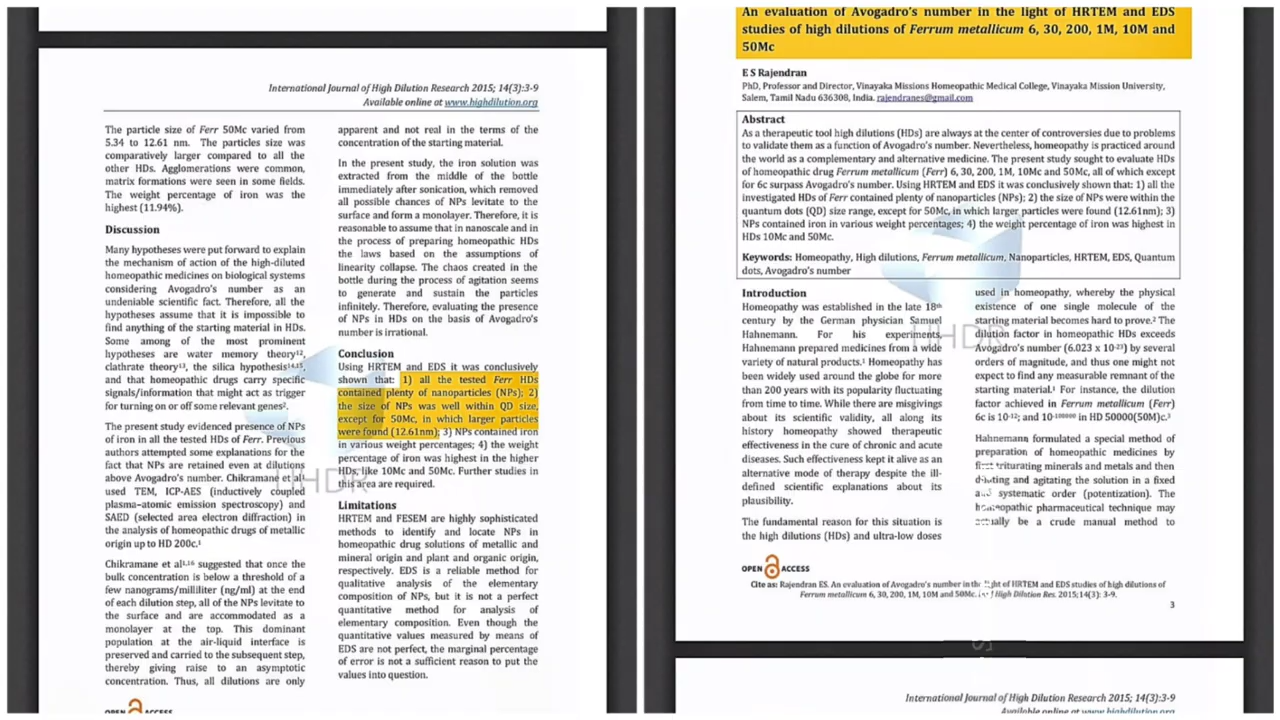 International Journal of High Dilution Research 2015; 14(3):3-9
Available online at www.highdilution.org
The particle size of Ferr 50Mc varied from
5.34 to 12.61 nm. The particles size was
comparatively larger compared to all the
other HDs. Agglomerations were common,
matrix formations were seen in some fields.
The weight percentage of iron was the
highest (11.94%).
Discussion
Many hypotheses were put forward to explain
the mechanism of action of the high-diluted
homeopathic medicines on biological systems
considering Avogadro's number as an
undeniable scientific fact. Therefore, all the
hypotheses assume that it is impossible to
find anything of the starting material in HDs.
Some among of the most prominent
hypotheses are water memory theory12,
clathrate theory13, the silica hypothesis14,15,
and that homeopathic drugs carry specific
signals/information that might act as trigger
for turning on or off some relevant genes2.
The present study evidenced presence of NPs
of iron in all the tested HDs of Ferr. Previous
authors attempted some explanations for the
fact that NPs are retained even at dilutions
above Avogadro's number. Chikramane et al
used TEM, ICP-AES (inductively coupled
plasma-atomic emission spectroscopy) and
SAED (selected area electron diffraction) in
the analysis of homeopathic drugs of metallic
origin up to HD 200c.1
Chikramane et al1,16 suggested that once the
bulk concentration is below a threshold of a
few nanograms/milliliter (ng/ml) at the end
of each dilution step, all of the NPs levitate to
the surface and are accommodated as a
monolayer at the top. This dominant
population at the air-liquid interface is
preserved and carried to the subsequent step,
thereby giving raise to an asymptotic
concentration. Thus, all dilutions are only
OPEN ACCESS
apparent and not real in the terms of the
concentration of the starting material.
In the present study, the iron solution was
extracted from the middle of the bottle
immediately after sonication, which removed
all possible chances of NPs levitate to the
surface and form a monolayer. Therefore, it is
reasonable to assume that in nanoscale and in
the process of preparing homeopathic HDs
the laws based on the assumptions of
linearity collapse. The chaos created in the
bottle during the process of agitation seems
to generate and sustain the particles
infinitely. Therefore, evaluating the presence
of NPs in HDs on the basis of Avogadro's
number is irrational.
Conclusion
Using HRTEM and EDS it was conclusively
shown that: 1) all the tested Ferr HDs
contained plenty of nanoparticles (NPs); 2)
the size of NPs was well within QD size,
except for 50Mc, in which larger particles
were found (12.61nm); 3) NPs contained iron
in various weight percentages; 4) the weight
percentage of iron was highest in the higher
HDs, like 10Mc and 50Mc. Further studies in
this area are required.
Limitations
HRTEM and FESEM are highly sophisticated
methods to identify and locate NPs in
homeopathic drug solutions of metallic and
mineral origin and plant and organic origin,
respectively. EDS is a reliable method for
qualitative analysis of the elementary
composition of NPs, but it is not a perfect
quantitative method for analysis of
elementary composition. Even though the
quantitative values measured by means of
EDS are not perfect, the marginal percentage
of error is not a sufficient reason to put the
values into question.
An evaluation of Avogadro's number in the light of HRTEM and EDS
studies of high dilutions of Ferrum metallicum 6, 30, 200, 1M, 10M and
50Mc
E S Rajendran
PhD, Professor and Director, Vinayaka Missions Homeopathic Medical College, Vinayaka Mission University,
Salem, Tamil Nadu 636308, India. rajendranes@gmail.com
Abstract
As a therapeutic tool high dilutions (HDs) are always at the center of controversies due to problems
to validate them as a function of Avogadro's number. Nevertheless, homeopathy is practiced around
the world as a complementary and alternative medicine. The present study sought to evaluate HDs
of homeopathic drug Ferrum metallicum (Ferr) 6, 30, 200, 1M, 10Mc and 50Mc, all of which except
for 6c surpass Avogadro's number. Using HRTEM and EDS it was conclusively shown that: 1) all the
investigated HDs of Ferr contained plenty of nanoparticles (NPs); 2) the size of NPs were within the
quantum dots (QD) size range, except for 50Mc, in which larger particles were found (12.61nm); 3)
NPs contained iron in various weight percentages; 4) the weight percentage of iron was highest in
HDs 10Mc and 50Mc.
Keywords: Homeopathy, High dilutions, Ferrum metallicum, Nanoparticles, HRTEM, EDS, Quantum
dots, Avogadro's number
Introduction
Homeopathy was established in the late 18th
century by the German physician Samuel
Hahnemann. For his experiments,
Hahnemann prepared medicines from a wide
variety of natural products.1 Homeopathy has
been widely used around the globe for more
than 200 years with its popularity fluctuating
from time to time. While there are misgivings
about its scientific validity, all along its
history homeopathy showed therapeutic
effectiveness in the cure of chronic and acute
diseases. Such effectiveness kept it alive as an
alternative mode of therapy despite the ill-
defined scientific explanations about its
plausibility.
The fundamental reason for this situation is
the high dilutions (HDs) and ultra-low doses
used in homeopathy, whereby the physical
existence of one single molecule of the
starting material becomes hard to prove.2 The
dilution factor in homeopathic HDs exceeds
Avogadro's number (6.023 x 10-23) by several
orders of magnitude, and thus one might not
expect to find any measurable remnant of the
starting material.1 For instance, the dilution
factor achieved in Ferrum metallicum (Ferr)
6c is 10-12; and 10-100000 in HD 50000(50M)c.3
Hahnemann formulated a special method of
preparation of homeopathic medicines by
first triturating minerals and metals and then
diluting and agitating the solution in a fixed
and systematic order (potentization). The
homeopathic pharmaceutical technique may
actually be a crude manual method to
OPEN ACCESS
Cite as: Rajendran ES. An evaluation of Avogadro's number in the light of HRTEM and EDS studies of high dilutions of
Ferrum metallicum 6, 30, 200, 1M, 10M and 50Mc. Int J High Dilution Res. 2015;14(3): 3-9.
3
International Journal of High Dilution Research 2015; 14(3):3-9
Available online at www.highdilution.org